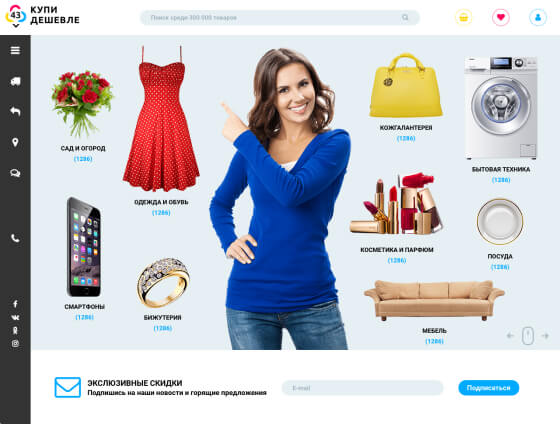 43
КУПИ
ДЕШЕВЛЕ
Поиск среди 300 000 товаров
САД И ОГОРОД
(1286)
ОДЕЖДА И ОБУВЬ
(1286)
КОЖГАЛАНТЕРЕЯ
(1286)
БЫТОВАЯ ТЕХНИКА
(1286)
СМАРТФОНЫ
(1286)
БИЖУТЕРИЯ
(1286)
КОСМЕТИКА И ПАРФЮМ
(1286)
ПОСУДА
(1286)
МЕБЕЛЬ
(1286)
ЭКСЛЮЗИВНЫЕ СКИДКИ
Подпишись на наши новости и горящие предложения
E-mail
Подписаться